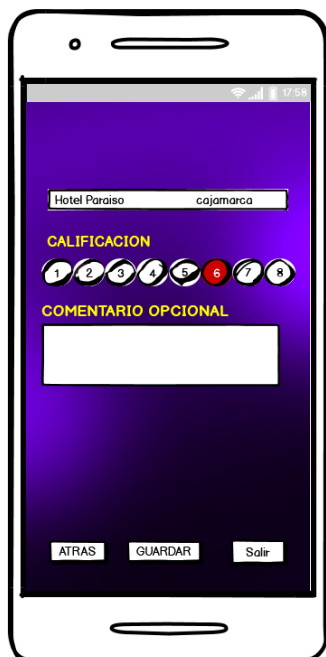 17:58
Hotel Paraiso cajamarca
CALIFICACION
1 2 3 4 5 6 7 8
COMENTARIO OPCIONAL
ATRAS GUARDAR Salir